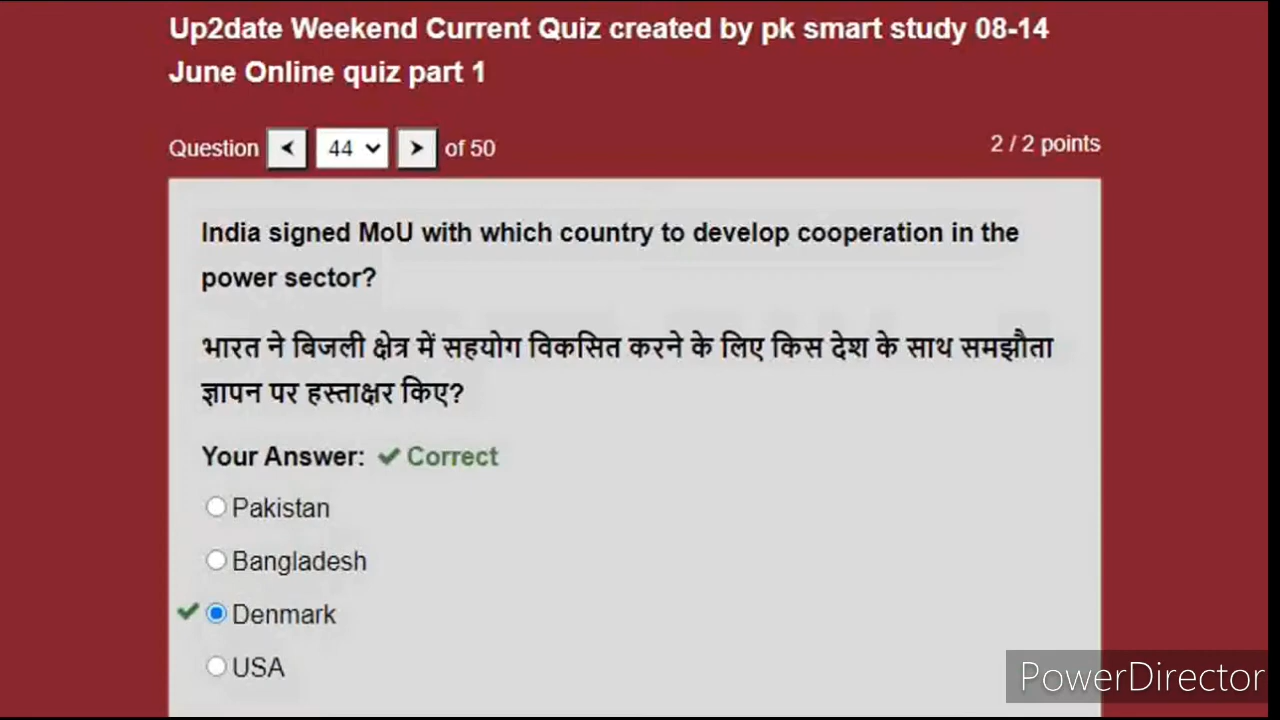 Up2date Weekend Current Quiz created by pk smart study 08-14
June Online quiz part 1
Question < 44 > of 50
2 / 2 points
India signed MoU with which country to develop cooperation in the
power sector?
भारत ने बिजली क्षेत्र में सहयोग विकसित करने के लिए किस देश के साथ समझौता
ज्ञापन पर हस्ताक्षर किए?
Your Answer: ✔ Correct
Pakistan
Bangladesh
Denmark
USA
PowerDirector